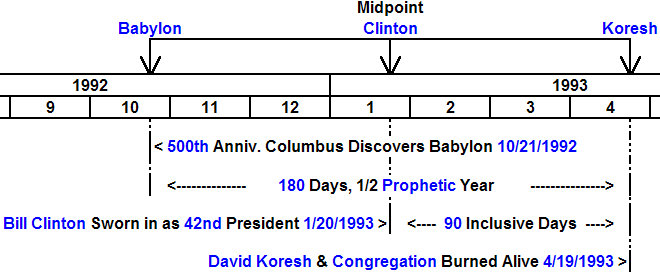 Midpoint
Babylon Clinton Koresh
1992 1993
9 10 11 12 1 2 3 4
< 500th Anniv. Columbus Discovers Babylon 10/21/1992
<-------------- 180 Days, 1/2 Prophetic Year --------------->
Bill Clinton Sworn in as 42nd President 1/20/1993 > <---- 90 Inclusive Days ---->
David Koresh & Congregation Burned Alive 4/19/1993 >